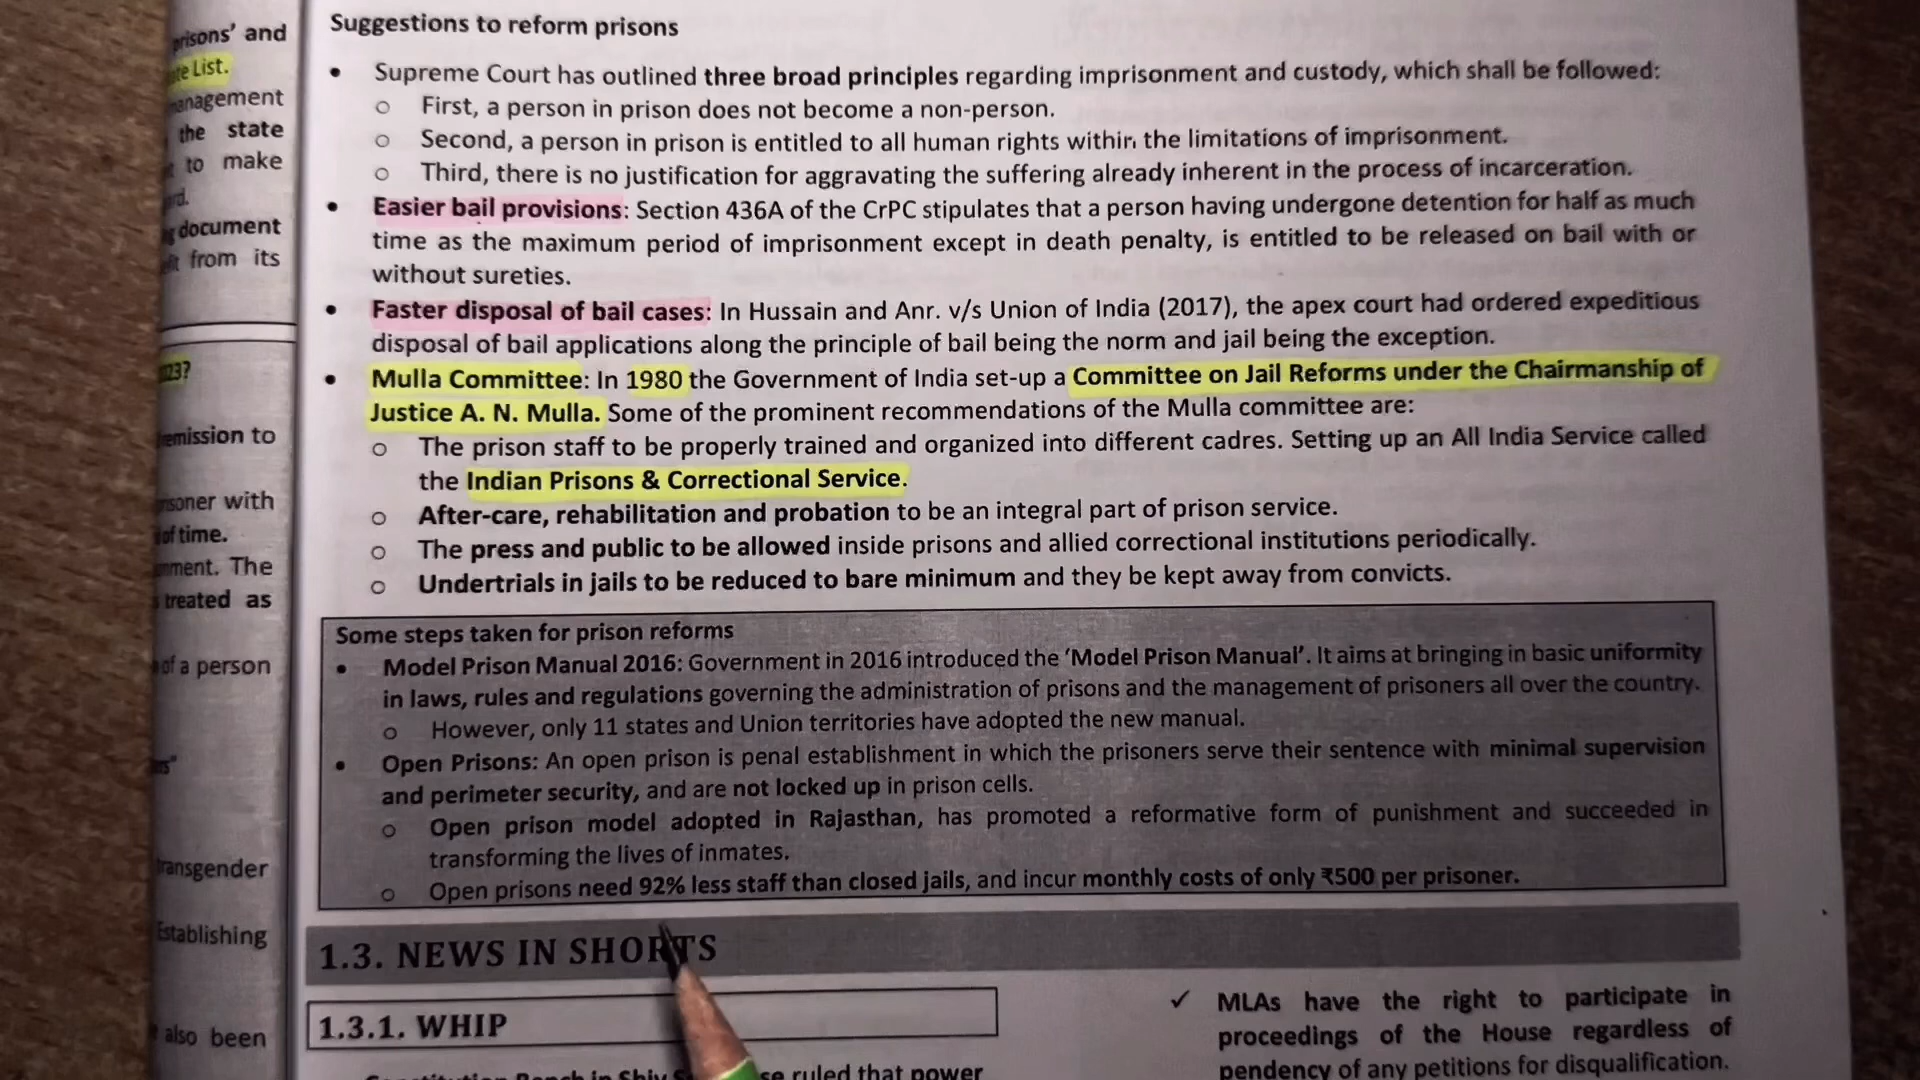 prisons' and
List.
management
the state
to make
document
from its
emission to
prisoner with
of time.
The
treated as
of a person
transgender
Establishing
also been
Suggestions to reform prisons
• Supreme Court has outlined three broad principles regarding imprisonment and custody, which shall be followed:
o First, a person in prison does not become a non-person.
o Second, a person in prison is entitled to all human rights within the limitations of imprisonment.
o Third, there is no justification for aggravating the suffering already inherent in the process of incarceration.
• Easier bail provisions: Section 436A of the CrPC stipulates that a person having undergone detention for half as much
time as the maximum period of imprisonment except in death penalty, is entitled to be released on bail with or
without sureties.
• Faster disposal of bail cases: In Hussain and Anr. v/s Union of India (2017), the apex court had ordered expeditious
disposal of bail applications along the principle of bail being the norm and jail being the exception.
• Mulla Committee: In 1980 the Government of India set-up a Committee on Jail Reforms under the Chairmanship of
Justice A. N. Mulla. Some of the prominent recommendations of the Mulla committee are:
o The prison staff to be properly trained and organized into different cadres. Setting up an All India Service called
the Indian Prisons & Correctional Service.
o After-care, rehabilitation and probation to be an integral part of prison service.
o The press and public to be allowed inside prisons and allied correctional institutions periodically.
o Undertrials in jails to be reduced to bare minimum and they be kept away from convicts.
Some steps taken for prison reforms
• Model Prison Manual 2016: Government in 2016 introduced the 'Model Prison Manual'. It aims at bringing in basic uniformity
in laws, rules and regulations governing the administration of prisons and the management of prisoners all over the country.
o However, only 11 states and Union territories have adopted the new manual.
• Open Prisons: An open prison is penal establishment in which the prisoners serve their sentence with minimal supervision
and perimeter security, and are not locked up in prison cells.
o Open prison model adopted in Rajasthan, has promoted a reformative form of punishment and succeeded in
transforming the lives of inmates.
o Open prisons need 92% less staff than closed jails, and incur monthly costs of only ₹500 per prisoner.
1.3. NEWS IN SHORTS
1.3.1. WHIP
Constitution Bench in Shiv ruled that power
✓ MLAs have the right to participate in
proceedings of the House regardless of
pendency of any petitions for disqualification.